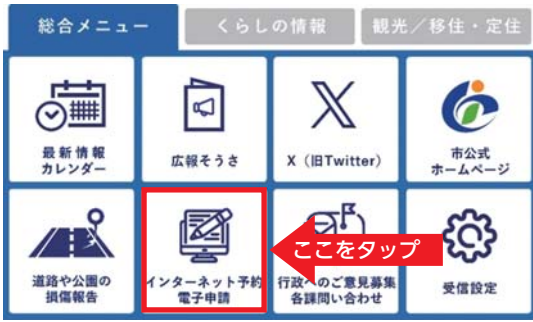 総合メニュー
くらしの情報
観光／移住・定住
最新情報
カレンダー
広報そうさ
X（旧Twitter）
市公式
ホームページ
ここをタップ
道路や公園の
損傷報告
インターネット予約
電子申請
行政へのご意見募集
各課問い合わせ
受信設定